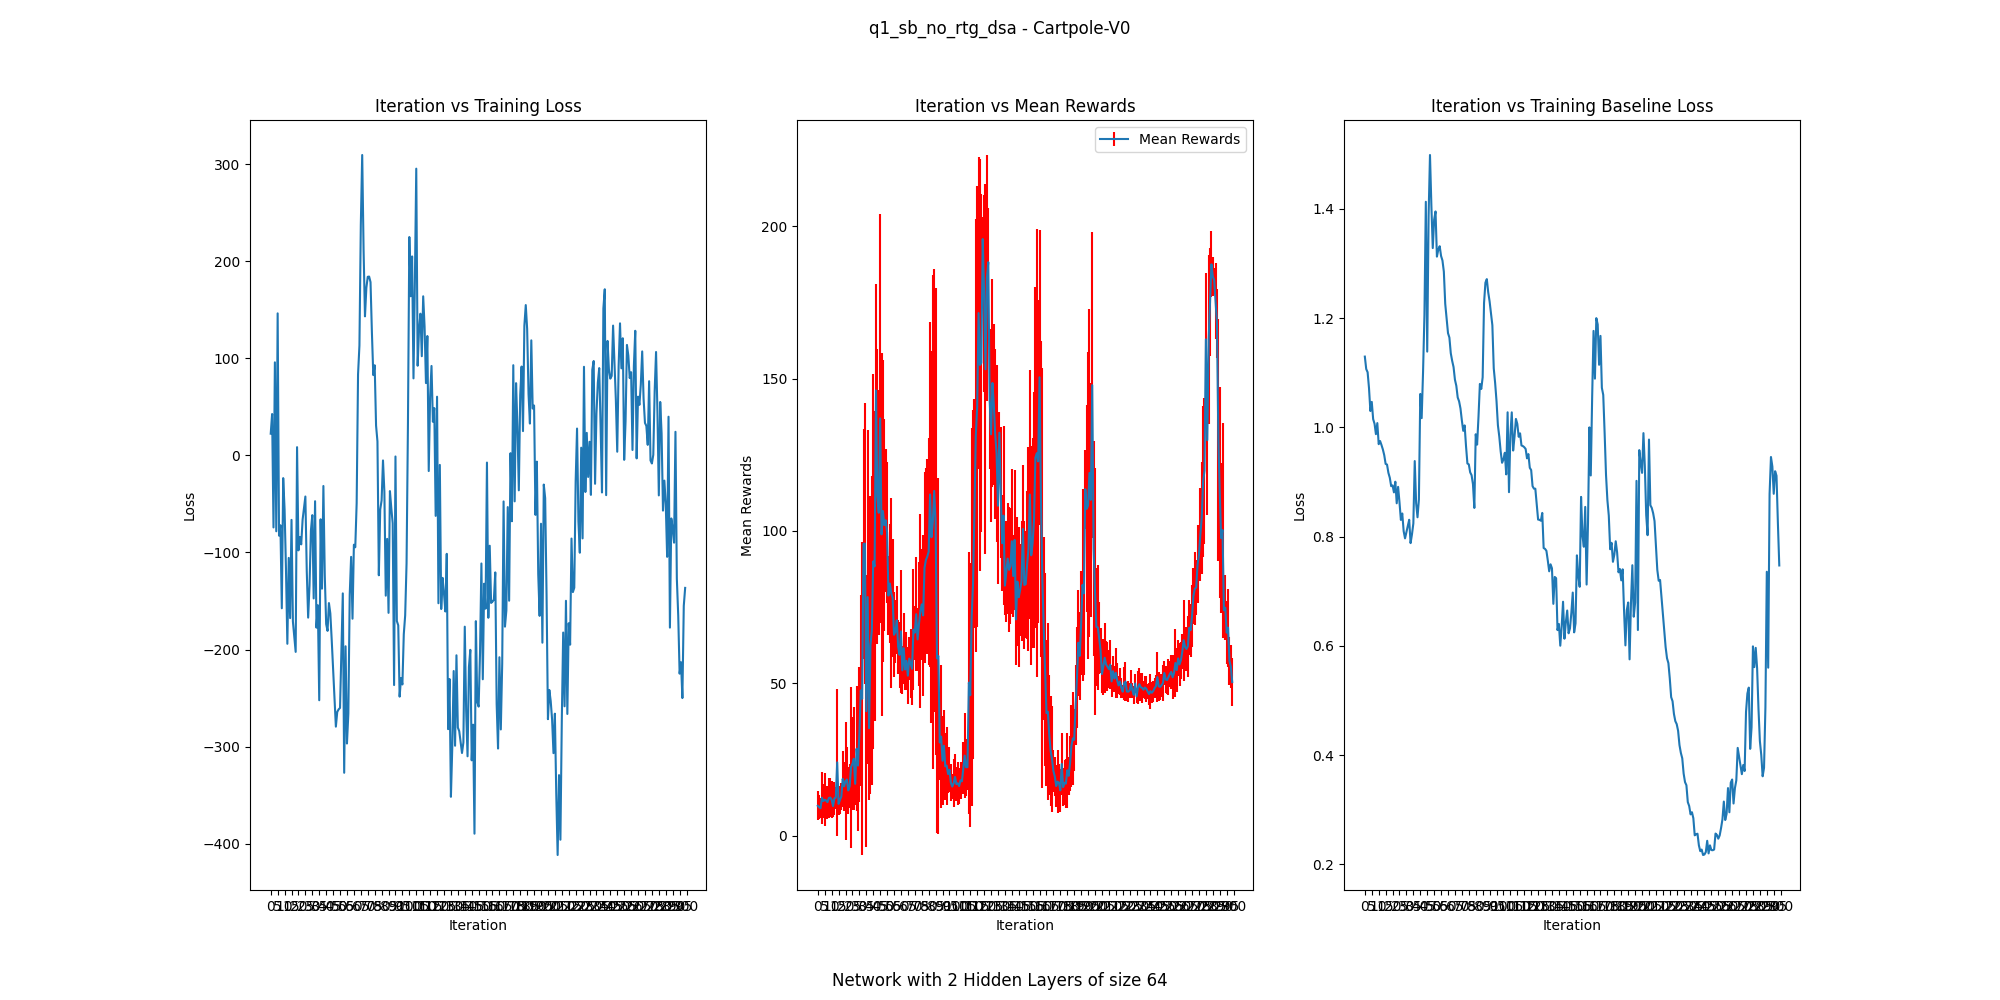 q1_sb_no_rtg_dsa - Cartpole-V0
Iteration vs Training Loss
300
200
100
0
−100
−200
−300
−400
Loss
Iteration
Iteration vs Mean Rewards
Mean Rewards
200
150
100
50
0
Mean Rewards
Iteration
Iteration vs Training Baseline Loss
1.4
1.2
1.0
0.8
0.6
0.4
0.2
Loss
Iteration
Network with 2 Hidden Layers of size 64